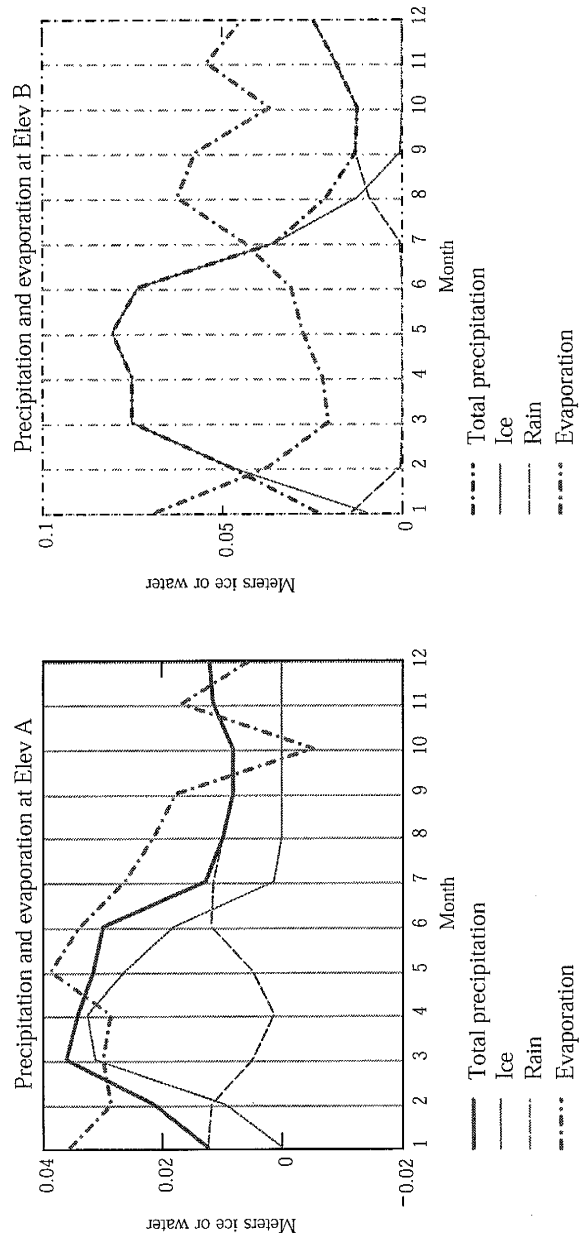 Precipitation and evaporation at Elev A
0.04
0.02
0
-0.02
Meters ice or water
1 2 3 4 5 6 7 8 9 10 11 12
Month
Total precipitation
Ice
Rain
Evaporation
Precipitation and evaporation at Elev B
0.1
0.05
0
Meters ice or water
1 2 3 4 5 6 7 8 9 10 11 12
Month
Total precipitation
Ice
Rain
Evaporation